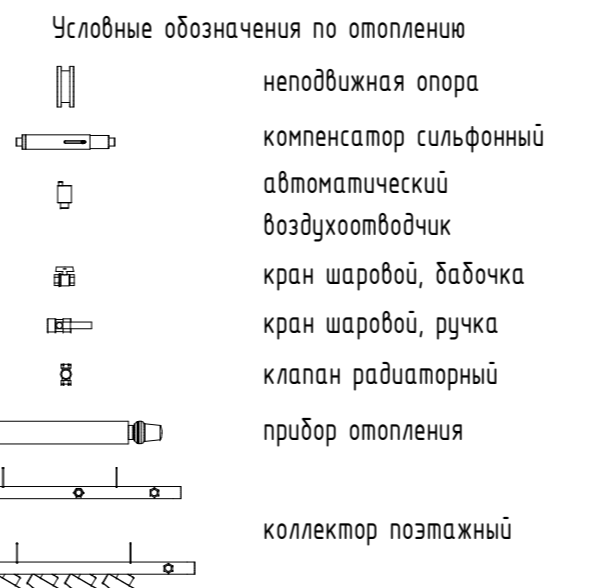 Условные обозначения по отоплению
неподвижная опора
компенсатор сильфонный
автоматический
воздухоотводчик
кран шаровой, бабочка
кран шаровой, ручка
клапан радиаторный
прибор отопления
коллектор поэтажный